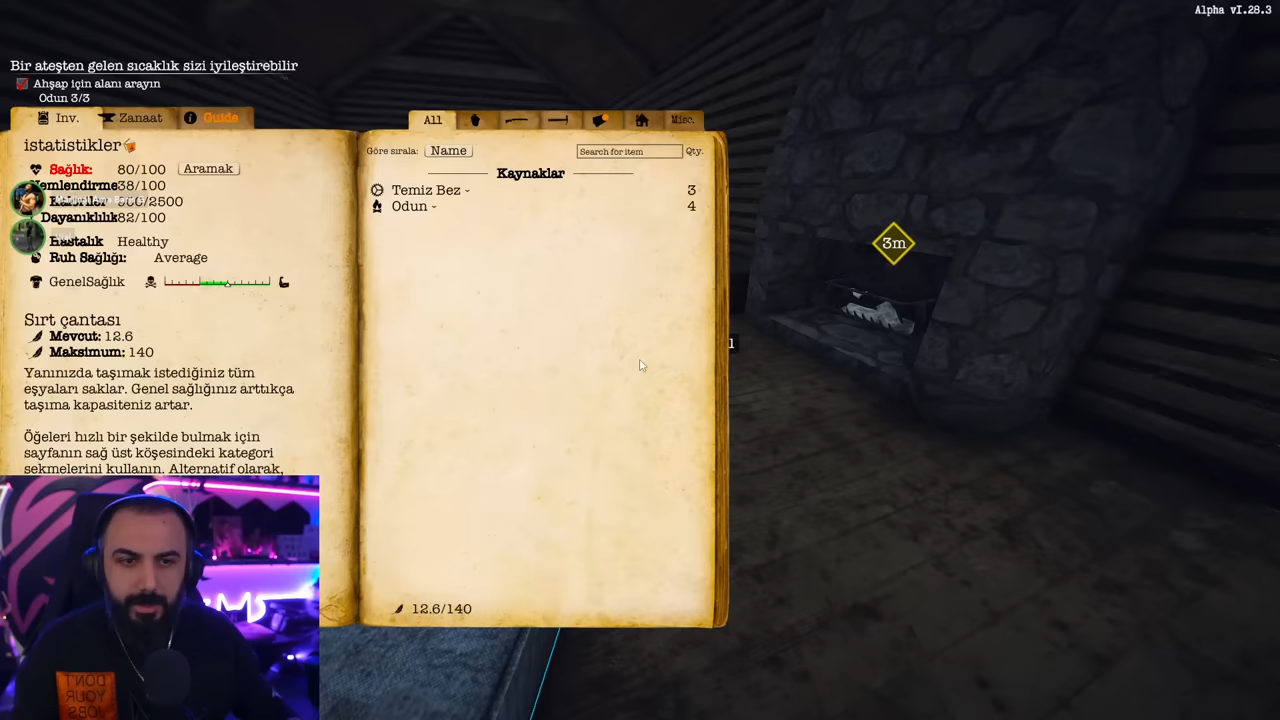 Alpha v1.28.3
Bir ateşten gelen sıcaklık sizi iyileştirebilir
Ahşap için alanı arayın
Odun 3/3
Inv.
Zanaat
Guide
istatistikler
Sağlık: 80/100
Aramak
38/100
/2500
Dayanıklılık 82/100
Hastalık Healthy
Ruh Sağlığı: Average
GenelSağlık
Sırt çantası
Mevcut: 12.6
Maksimum: 140
Yanınızda taşımak istediğiniz tüm
eşyaları saklar. Genel sağlığınız arttıkça
taşıma kapasiteniz artar.
Öğeleri hızlı bir şekilde bulmak için
sayfanın sağ üst köşesindeki kategori
sekmelerini kullanın. Alternatif olarak,
All
Misc.
Göre sırala: Name
Search for item
Qty.
Kaynaklar
Temiz Bez 3
Odun 4
12.6/140
3m
DON'T
YOUR
JOBS